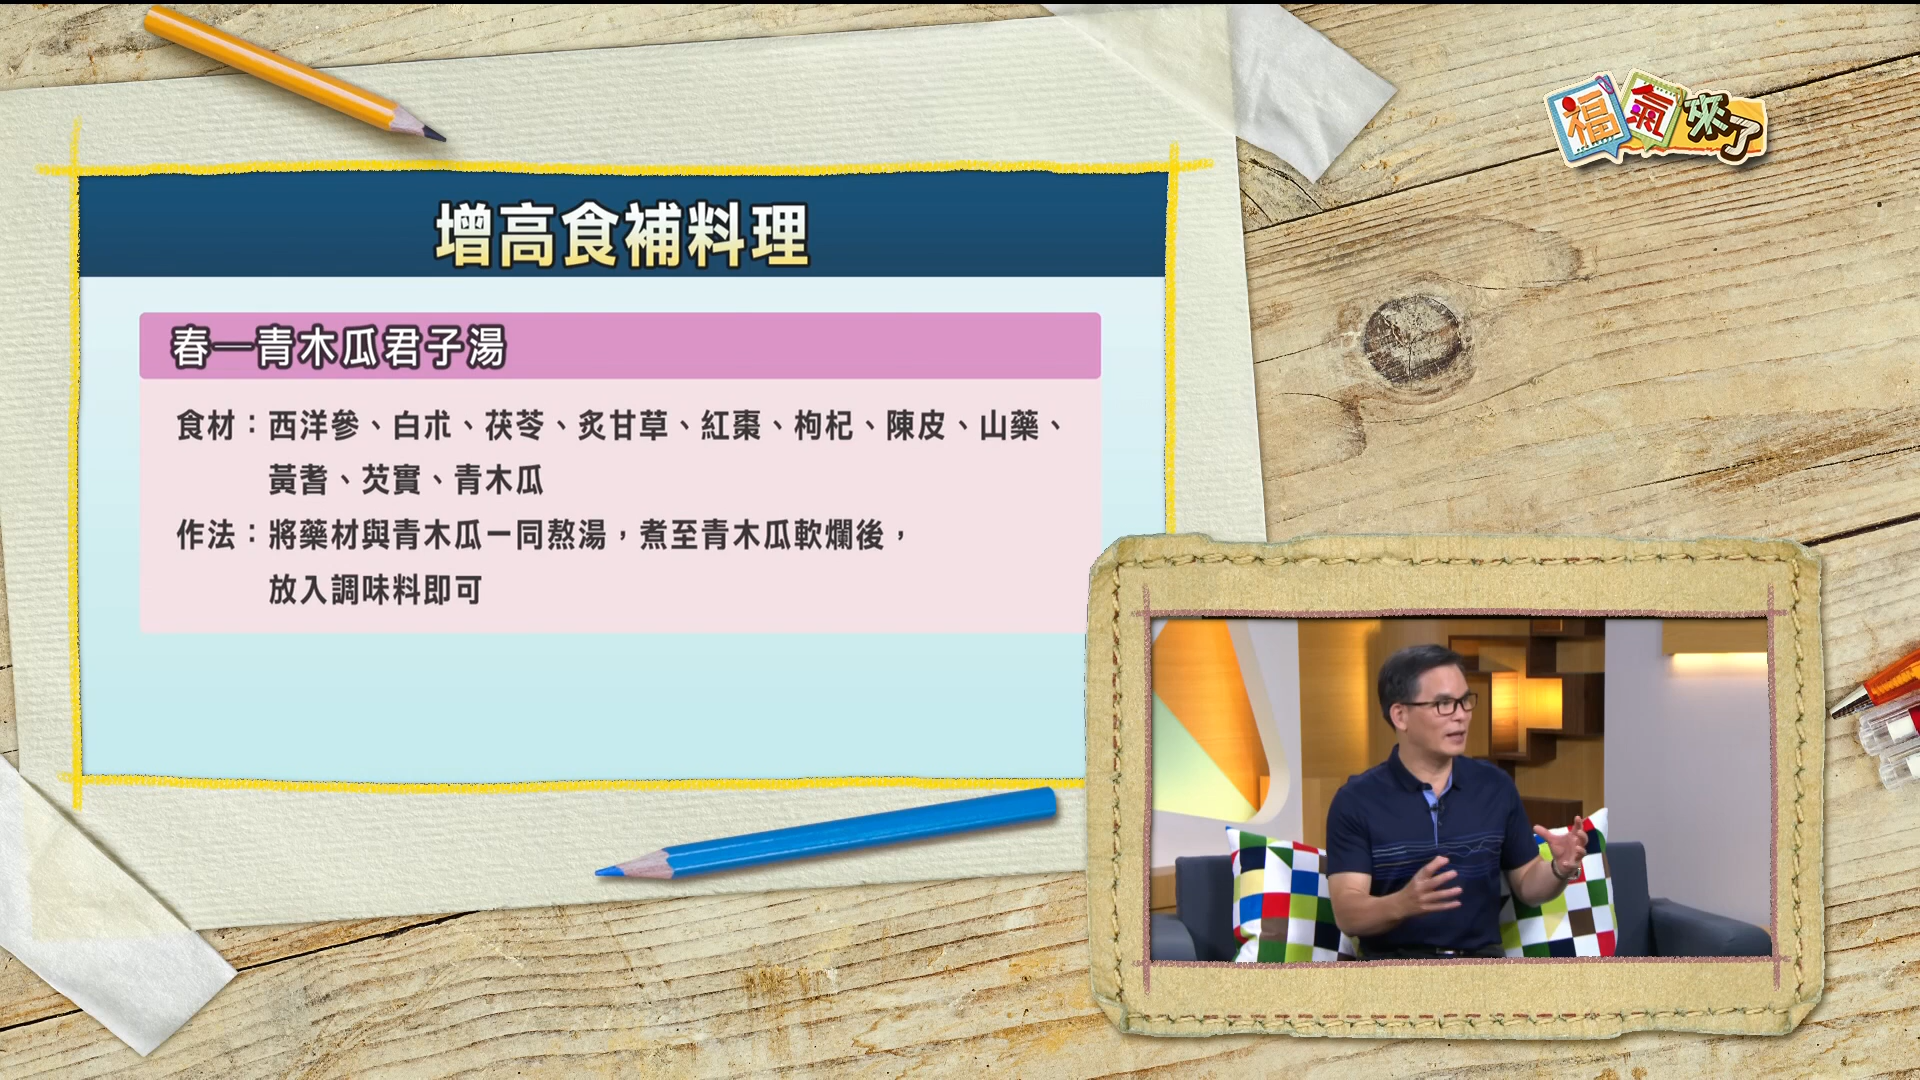 福氣來了
增高食補料理
春—青木瓜君子湯
食材：西洋參、白朮、茯苓、炙甘草、紅棗、枸杞、陳皮、山藥、
黃耆、芡實、青木瓜
作法：將藥材與青木瓜一同熬湯，煮至青木瓜軟爛後，
放入調味料即可